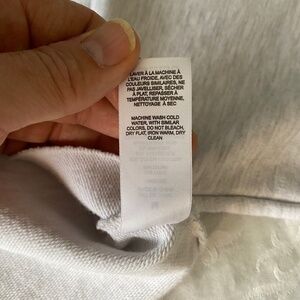 LAVER À LA MACHINE À
L'EAU FROIDE, AVEC DES
COULEURS SIMILAIRES, NE
PAS JAVELLISER, SÉCHER
À PLAT, REPASSER À
TEMPÉRATURE MOYENNE,
NETTOYAGE À SEC
MACHINE WASH COLD
WATER, WITH SIMILAR
COLORS, DO NOT BLEACH,
DRY FLAT, IRON WARM, DRY
CLEAN